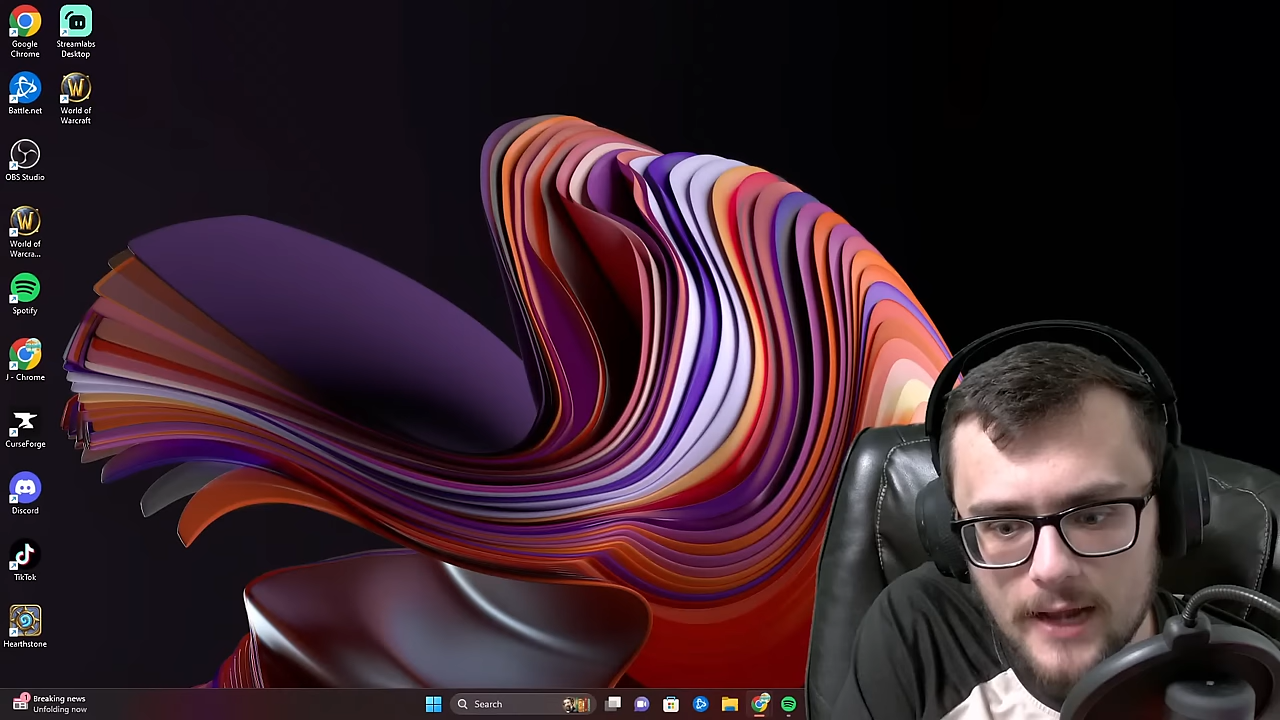 Google
Chrome
Streamlabs
Desktop
Battle.net
World of
Warcraft
OBS Studio
World of
Warcra...
Spotify
J - Chrome
CurseForge
Discord
TikTok
Hearthstone
1
Breaking news
Unfolding now
Search